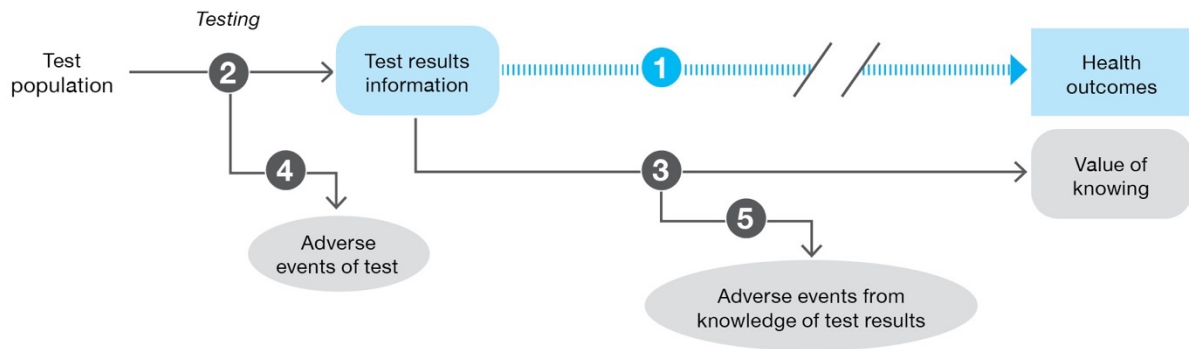 Testing
Test
population
2
Test results
information
1
Health
outcomes
4
3
Value of
knowing
5
Adverse
events of test
Adverse events from
knowledge of test results